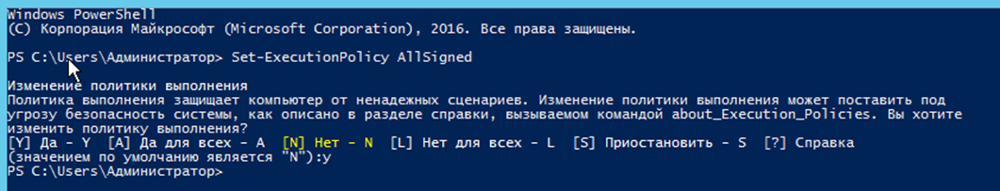 Windows PowerShell
(C) Корпорация Майкрософт (Microsoft Corporation), 2016. Все права защищены.
PS C:\Users\Администратор> Set-ExecutionPolicy AllSigned
Изменение политики выполнения
Политика выполнения защищает компьютер от ненадежных сценариев. Изменение политики выполнения может поставить под
угрозу безопасность системы, как описано в разделе справки, вызываемом командой about_Execution_Policies. Вы хотите
изменить политику выполнения?
[Y] Да - Y  [A] Да для всех - A  [N] Нет - N  [L] Нет для всех - L  [S] Приостановить - S  [?] Справка
(значением по умолчанию является "N"):y
PS C:\Users\Администратор>